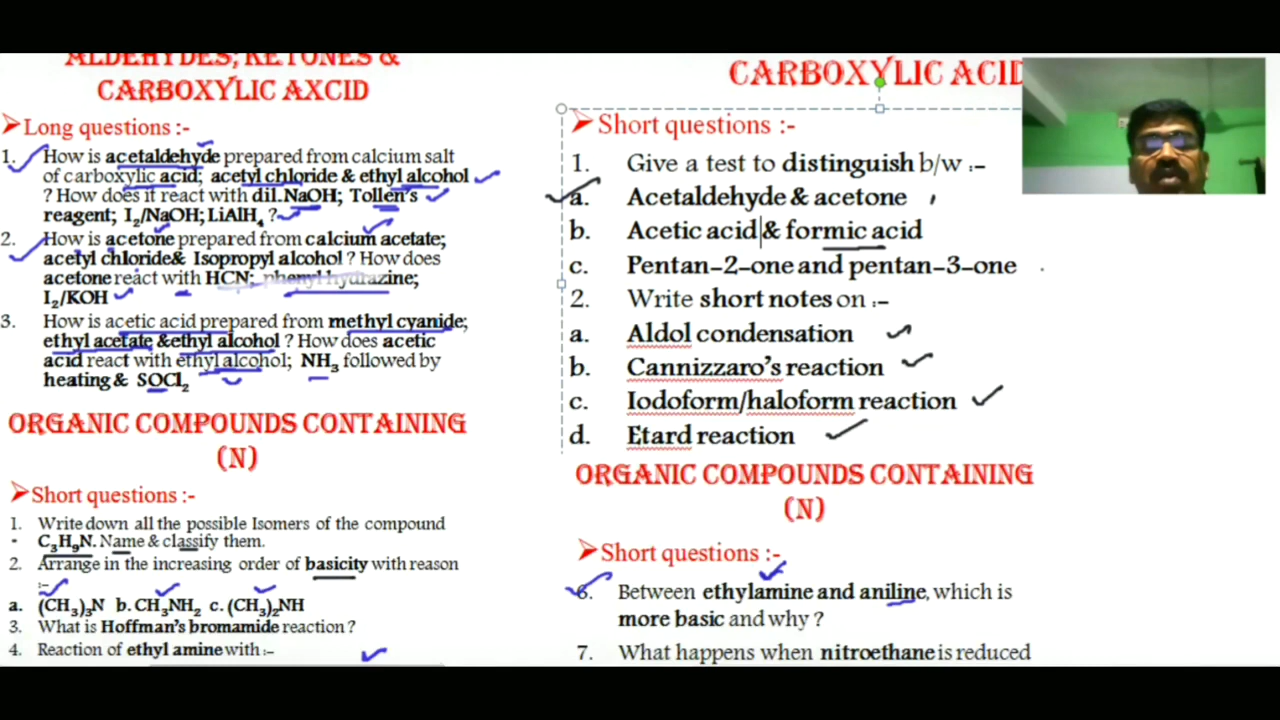 ALDEHYDES, KETONES &
CARBOXYLIC AXCID
Long questions :-
1. How is acetaldehyde prepared from calcium salt
of carboxylic acid; acetyl chloride & ethyl alcohol
? How does it react with dil.NaOH; Tollen's
reagent; I₂/NaOH; LiAlH₄ ?
2. How is acetone prepared from calcium acetate;
acetyl chloride& Isopropyl alcohol ? How does
acetone react with HCN; phenyl hydrazine;
I₂/KOH
3. How is acetic acid prepared from methyl cyanide;
ethyl acetate &ethyl alcohol ? How does acetic
acid react with ethyl alcohol; NH₃ followed by
heating & SOCl₂
ORGANIC COMPOUNDS CONTAINING
(N)
Short questions :-
1. Write down all the possible Isomers of the compound
C₃H₉N. Name & classify them.
2. Arrange in the increasing order of basicity with reason
:-
a. (CH₃)₃N b. CH₃NH₂ c. (CH₃)₂NH
3. What is Hoffman's bromamide reaction ?
4. Reaction of ethyl amine with :-
CARBOXYLIC ACID
Short questions :-
1. Give a test to distinguish b/w :-
a. Acetaldehyde & acetone
b. Acetic acid & formic acid
c. Pentan-2-one and pentan-3-one
2. Write short notes on :-
a. Aldol condensation
b. Cannizzaro's reaction
c. Iodoform/haloform reaction
d. Etard reaction
ORGANIC COMPOUNDS CONTAINING
(N)
Short questions :-
6. Between ethylamine and aniline, which is
more basic and why ?
7. What happens when nitroethane is reduced